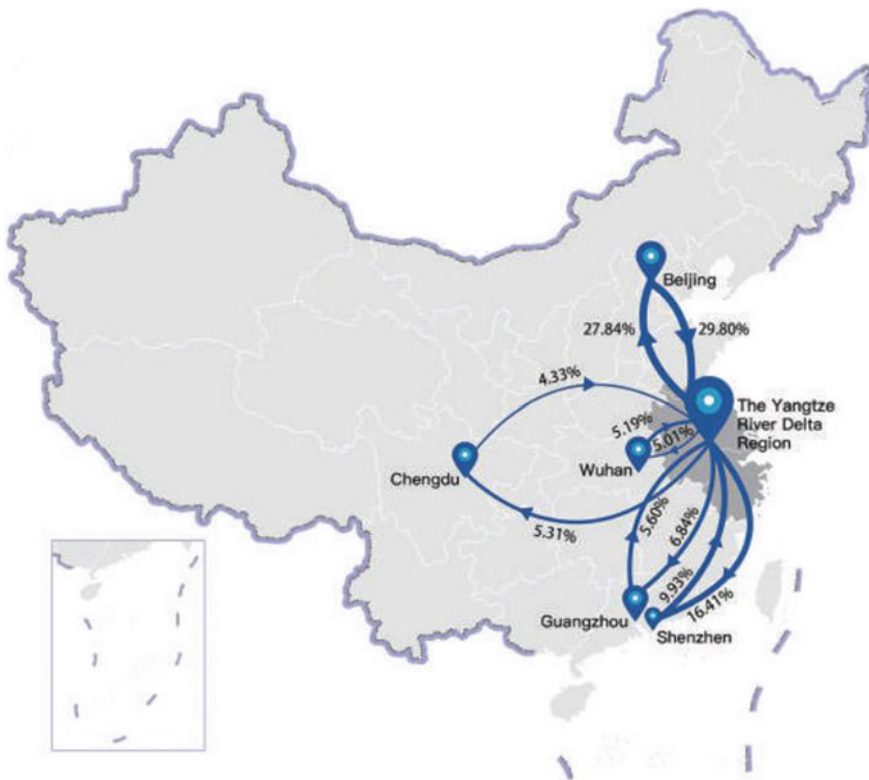 Beijing
27.84%
29.80%
4.33%
The Yangtze
River Delta
Region
5.19%
5.01%
Wuhan
Chengdu
5.31%
5.60%
6.84%
9.93%
16.41%
Guangzhou
Shenzhen